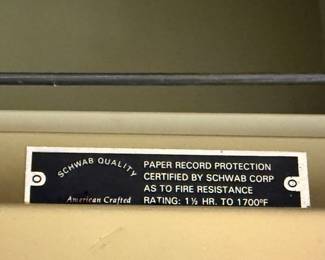 SCHWAB QUALITY
American Crafted
PAPER RECORD PROTECTION
CERTIFIED BY SCHWAB CORP
AS TO FIRE RESISTANCE
RATING: 1½ HR. TO 1700ºF